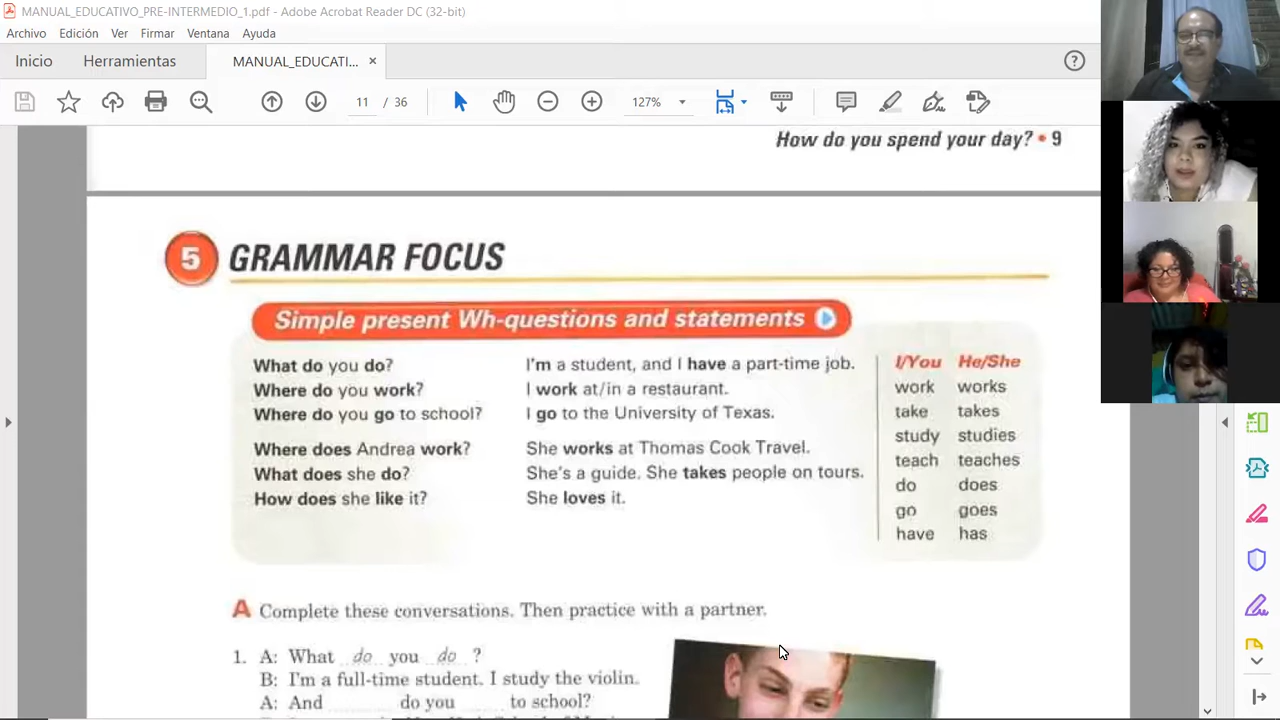 MANUAL_EDUCATIVO_PRE-INTERMEDIO_1.pdf - Adobe Acrobat Reader DC (32-bit)
Archivo Edición Ver Firmar Ventana Ayuda
Inicio Herramientas MANUAL_EDUCATI... ×
11 / 36 127%
How do you spend your day? • 9
5 GRAMMAR FOCUS
Simple present Wh-questions and statements
What do you do? I'm a student, and I have a part-time job. I/You He/She
Where do you work? I work at/in a restaurant. work works
Where do you go to school? I go to the University of Texas. take takes
study studies
Where does Andrea work? She works at Thomas Cook Travel. teach teaches
What does she do? She's a guide. She takes people on tours. do does
How does she like it? She loves it. go goes
have has
A Complete these conversations. Then practice with a partner.
1. A: What do you do ?
B: I'm a full-time student. I study the violin.
A: And ____ do you ____ to school?